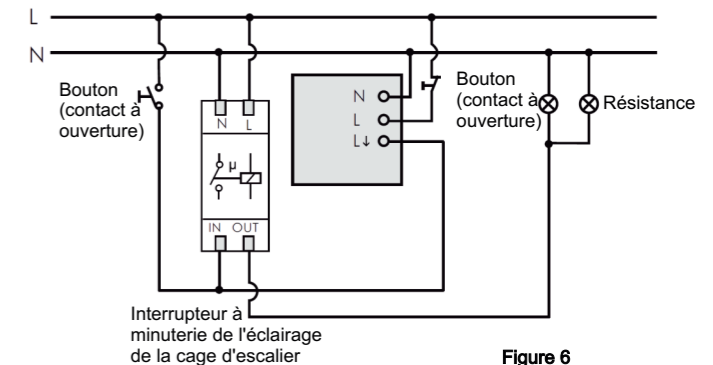 L
N
Bouton
(contact à
ouverture)
N L
µ
IN OUT
N
L
L↓
Bouton
(contact à
ouverture)
Résistance
Interrupteur à
minuterie de l'éclairage
de la cage d'escalier
Figure 6